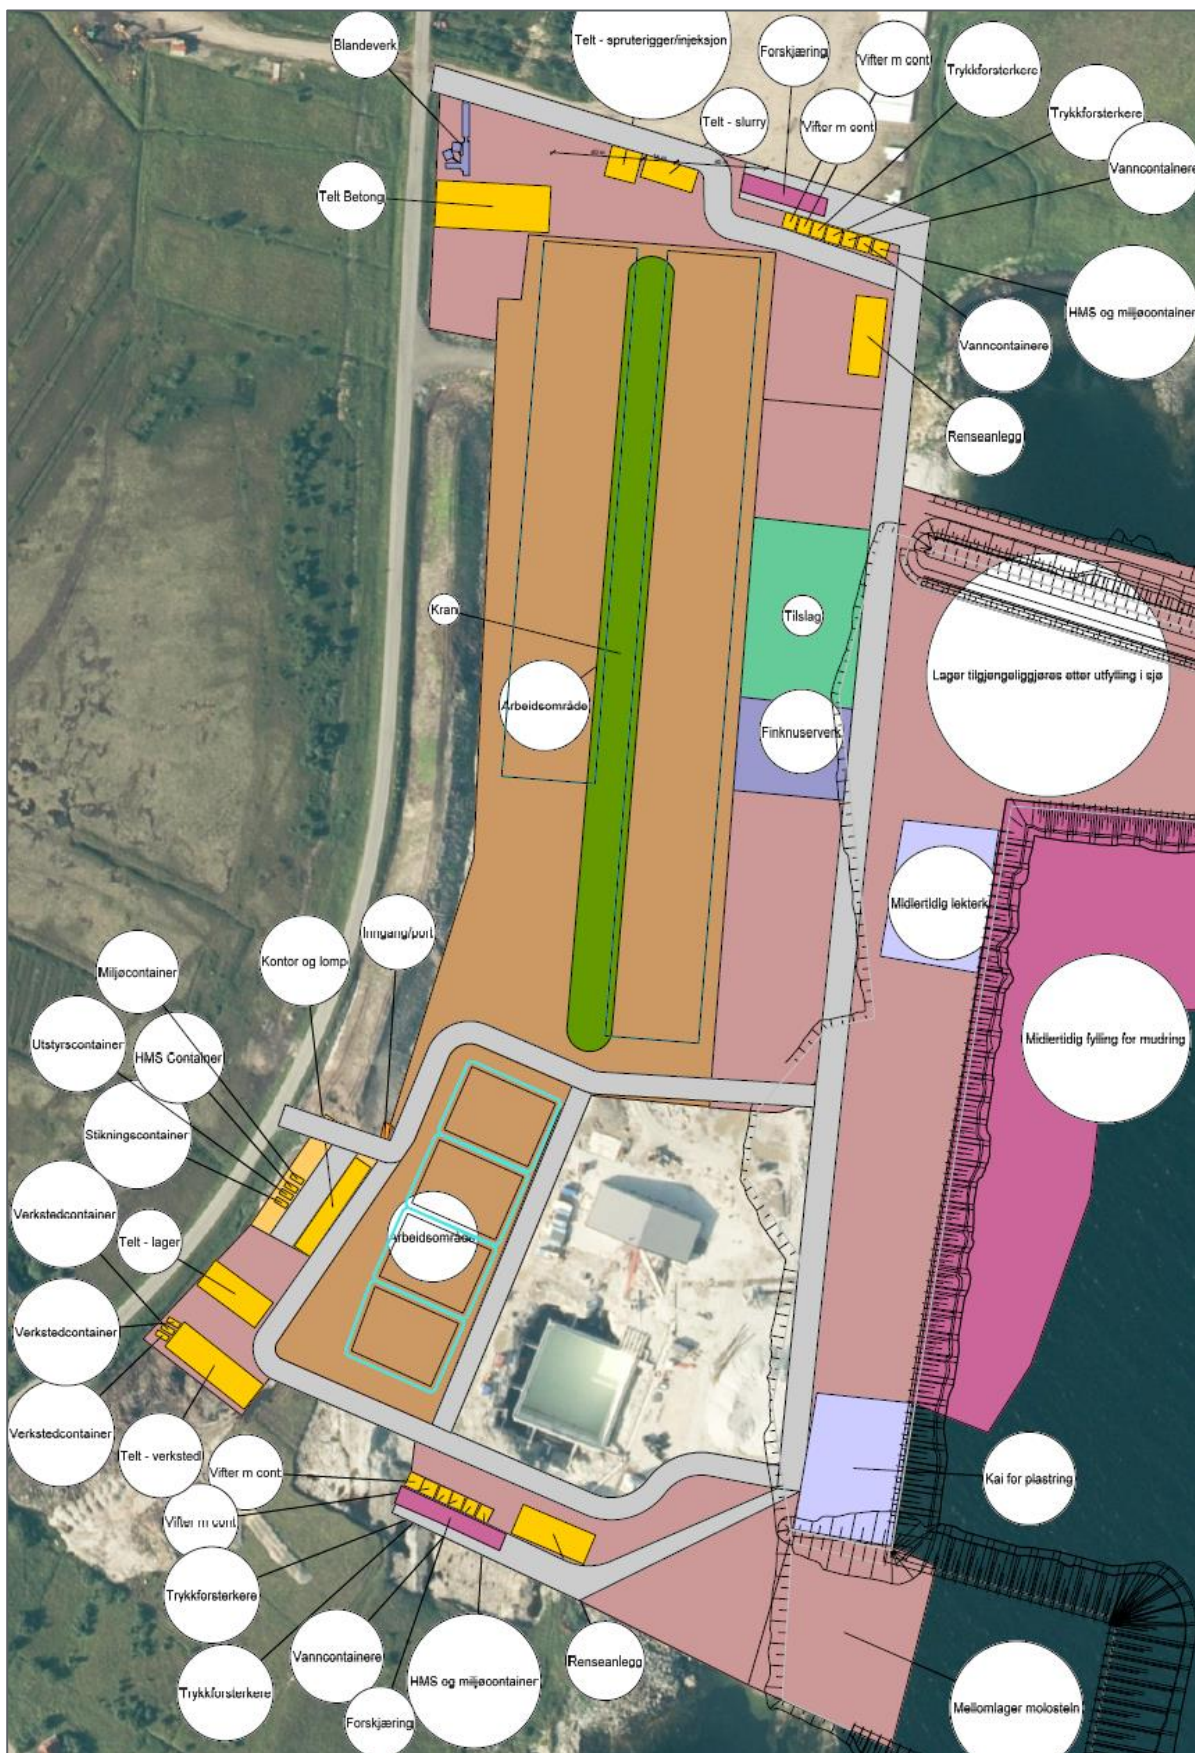 Blandeverk
Telt - spruterigger/injeksjon
Forskjæring
Vifter m cont
Trykkforsterkere
Telt - slurry
Vifter m cont
Trykkforsterkere
Vanncontainere
Telt Betong
HMS og miljøcontainer
Vanncontainere
Renseanlegg
Kran
Tilslag
Lager tilgjengeliggjøres etter utfylling i sjø
Arbeidsområde
Finknuserverk
Midlertidig lekterk
Inngang/port
Kontor og lomp
Miljøcontainer
Utstyrscontainer
HMS Container
Midlertidig fylling for mudring
Stikningscontainer
Verkstedcontainer
Telt - lager
Arbeidsområde
Verkstedcontainer
Verkstedcontainer
Telt - verksted
Vifter m cont
Kai for plastring
Vifter m cont
Trykkforsterkere
Vanncontainere
HMS og miljøcontainer
Renseanlegg
Trykkforsterkere
Forskjæring
Mellomlager molostein